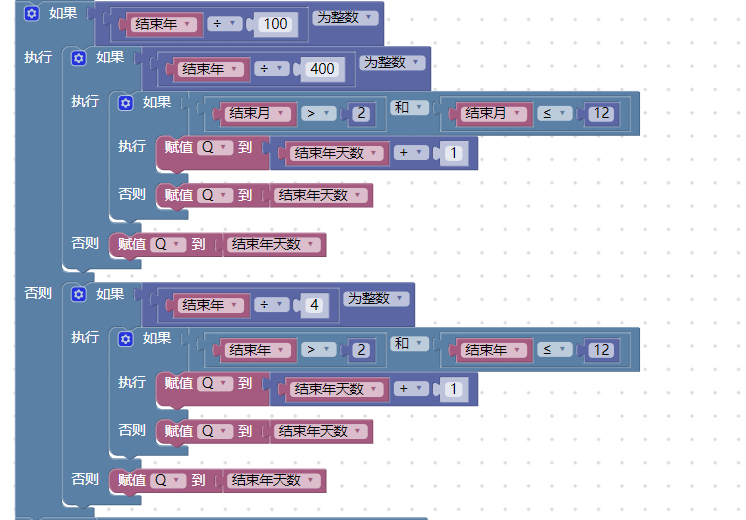 如果 结束年 ÷ 100 为整数
执行 如果 结束年 ÷ 400 为整数
执行 如果 结束月 > 2 和 结束月 ≤ 12
执行 赋值 Q 到 结束年天数 + 1
否则 赋值 Q 到 结束年天数
否则 赋值 Q 到 结束年天数
否则 如果 结束年 ÷ 4 为整数
执行 如果 结束年 > 2 和 结束年 ≤ 12
执行 赋值 Q 到 结束年天数 + 1
否则 赋值 Q 到 结束年天数
否则 赋值 Q 到 结束年天数